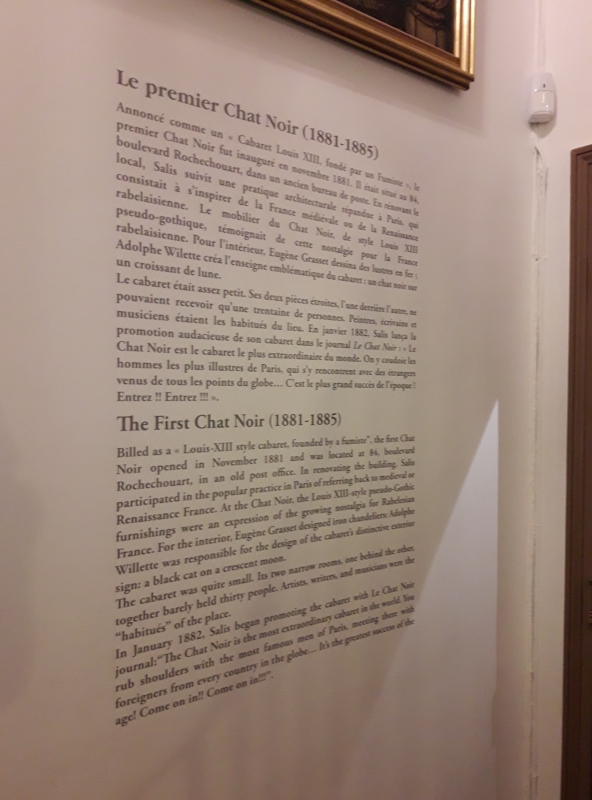 Le premier Chat Noir (1881-1885)
Annoncé comme un « Cabaret Louis XIII, fondé par un Fumiste », le
premier Chat Noir fut inauguré en novembre 1881. Il était situé au 84,
boulevard Rochechouart, dans un ancien bureau de poste. En rénovant le
local, Salis suivit une pratique architecturale répandue à Paris, qui
consistait à s'inspirer de la France médiévale ou de la Renaissance
rabelaisienne. Le mobilier du Chat Noir, de style Louis XIII
pseudo-gothique, témoignait de cette nostalgie pour la France
rabelaisienne. Pour l'intérieur, Eugène Grasset dessina des lustres en fer ;
Adolphe Wilette créa l'enseigne emblématique du cabaret : un chat noir sur
un croissant de lune.
Le cabaret était assez petit. Ses deux pièces étroites, l'une derrière l'autre, ne
pouvaient recevoir qu'une trentaine de personnes. Peintres, écrivains et
musiciens étaient les habitués du lieu. En janvier 1882, Salis lança la
promotion audacieuse de son cabaret dans le journal Le Chat Noir : « Le
Chat Noir est le cabaret le plus extraordinaire du monde. On y coudoie les
hommes les plus illustres de Paris, qui s'y rencontrent avec des étrangers
venus de tous les points du globe... C'est le plus grand succès de l'époque !
Entrez !! Entrez !!! ».
The First Chat Noir (1881-1885)
Billed as a « Louis-XIII style cabaret, founded by a fumiste", the first Chat
Noir opened in November 1881 and was located at 84, boulevard
Rochechouart, in an old post office. In renovating the building, Salis
participated in the popular practice in Paris of referring back to medieval or
Renaissance France. At the Chat Noir, the Louis XIII-style pseudo-Gothic
furnishings were an expression of the growing nostalgia for Rabelesian
France. For the interior, Eugène Grasset designed iron chandeliers; Adolphe
Willette was responsible for the design of the cabaret's distinctive exterior
sign: a black cat on a crescent moon.
The cabaret was quite small. Its two narrow rooms, one behind the other,
together barely held thirty people. Artists, writers, and musicians were the
"habitués" of the place.
In January 1882, Salis began promoting the cabaret with Le Chat Noir
journal:"The Chat Noir is the most extraordinary cabaret in the world. You
rub shoulders with the most famous men of Paris, meeting there with
foreigners from every country in the globe... It's the greatest success of the
age! Come on in!! Come on in!!!".